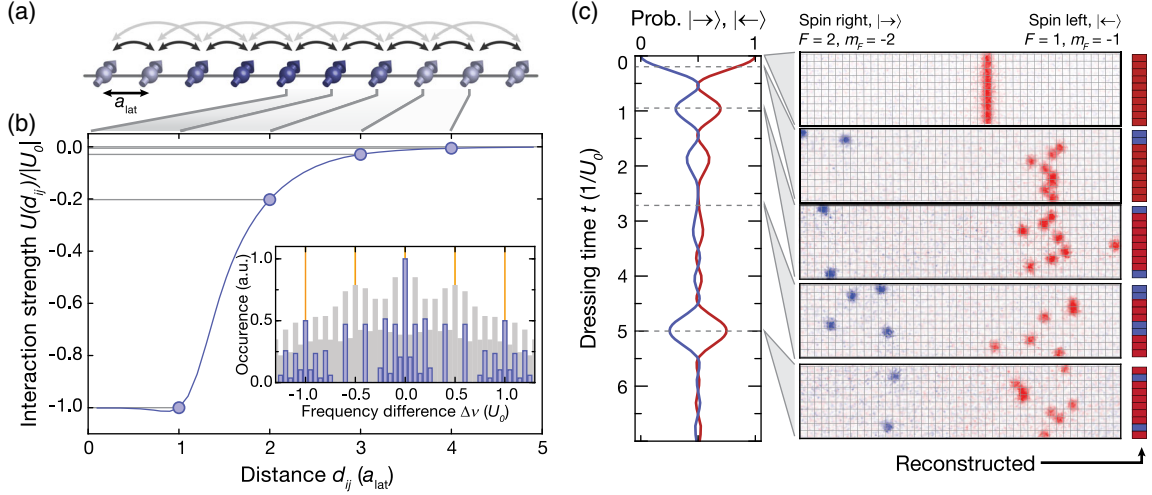 (a)
a_lat
(b)
Interaction strength U(d_ij)/|U_0|
0.0
-0.2
-0.4
-0.6
-0.8
-1.0
0
1
2
3
4
5
Distance d_ij (a_lat)
Occurence (a.u.)
1.0
0.5
0.0
-1.0
-0.5
0.0
0.5
1.0
Frequency difference Δν (U_0)
(c)
Prob. |→⟩, |←⟩
0
1
Dressing time t (1/U_0)
0
1
2
3
4
5
6
Spin right, |→⟩
F = 2, m_F = -2
Spin left, |←⟩
F = 1, m_F = -1
Reconstructed